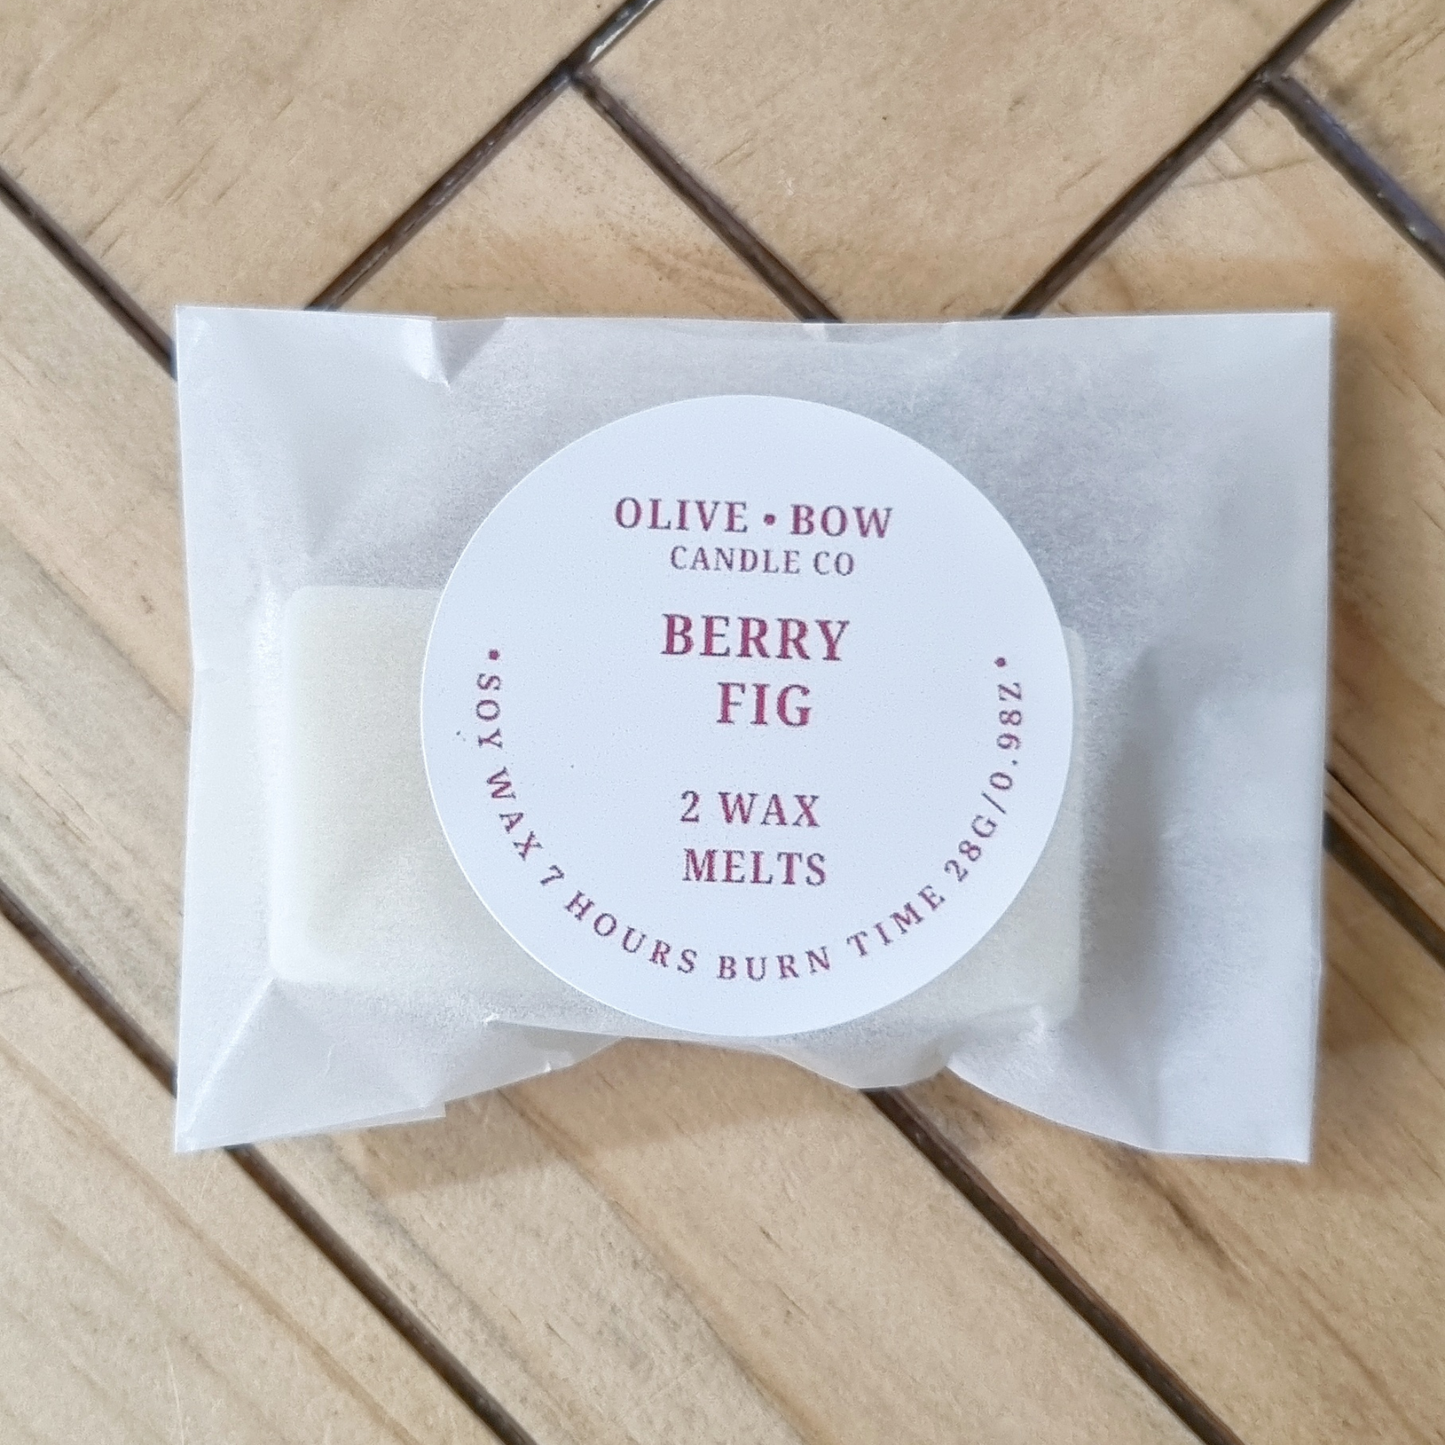 OLIVE • BOW
CANDLE CO
BERRY
FIG
2 WAX
MELTS
• SOY WAX 7 HOURS BURN TIME 28G/0.98Z •